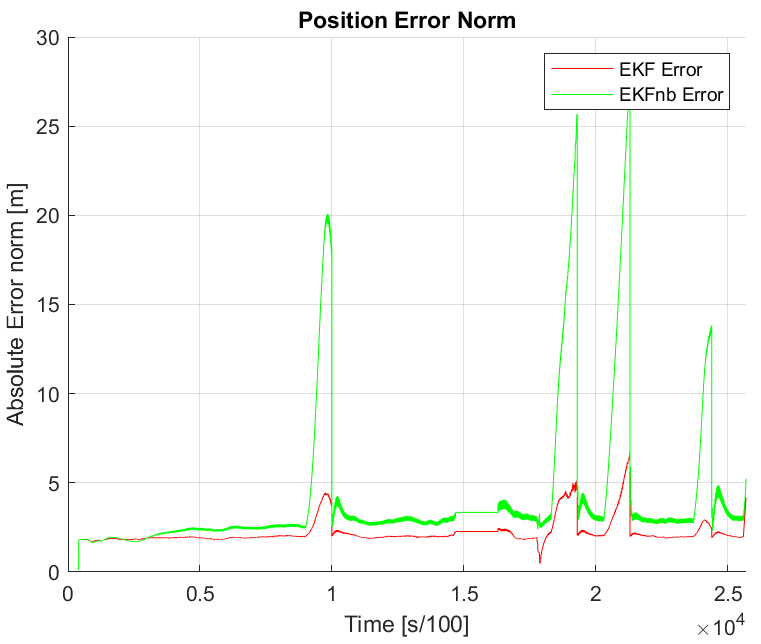 Position Error Norm
30
25
20
15
10
5
0
Absolute Error norm [m]
EKF Error
EKFnb Error
0
0.5
1
1.5
2
2.5
Time [s/100]
×10^4